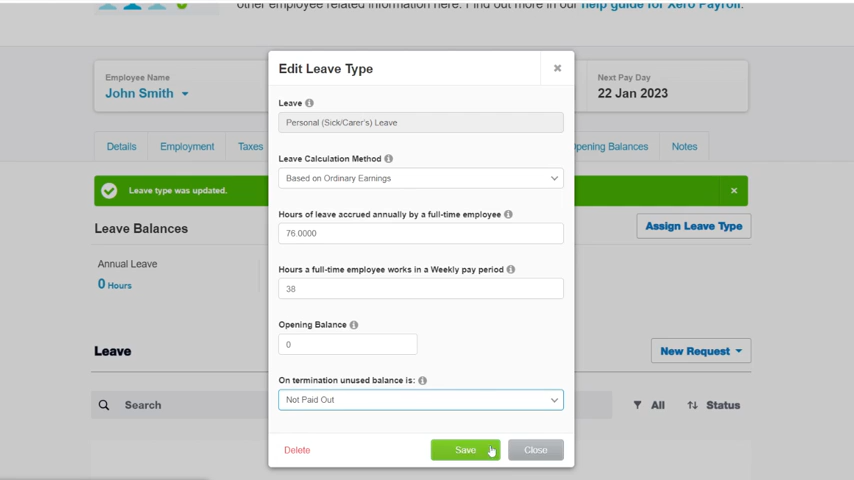 other employee related information here. Find out more in our help guide for Xero Payroll.
Edit Leave Type
Employee Name
John Smith
Next Pay Day
22 Jan 2023
Leave
Personal (Sick/Carer's) Leave
Details
Employment
Taxes
Opening Balances
Notes
Leave Calculation Method
Based on Ordinary Earnings
Leave type was updated.
Hours of leave accrued annually by a full-time employee
76.0000
Leave Balances
Assign Leave Type
Annual Leave
0 Hours
Hours a full-time employee works in a Weekly pay period
38
Opening Balance
0
Leave
New Request
On termination unused balance is:
Not Paid Out
Search
All
Status
Delete
Save
Close